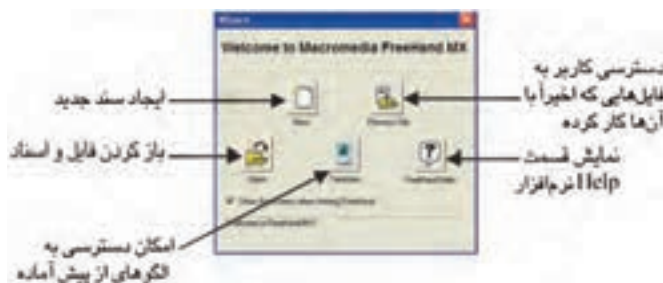 Wizard
Welcome to Macromedia FreeHand MX
دسترسی کاربر به
فایل‌هایی که اخیراً با
آن‌ها کار کرده
ایجاد سند جدید
New
باز کردن فایل و اسناد
Open
نمایش قسمت
Help نرم‌افزار
امکان دسترسی به
الگوهای از پیش آماده